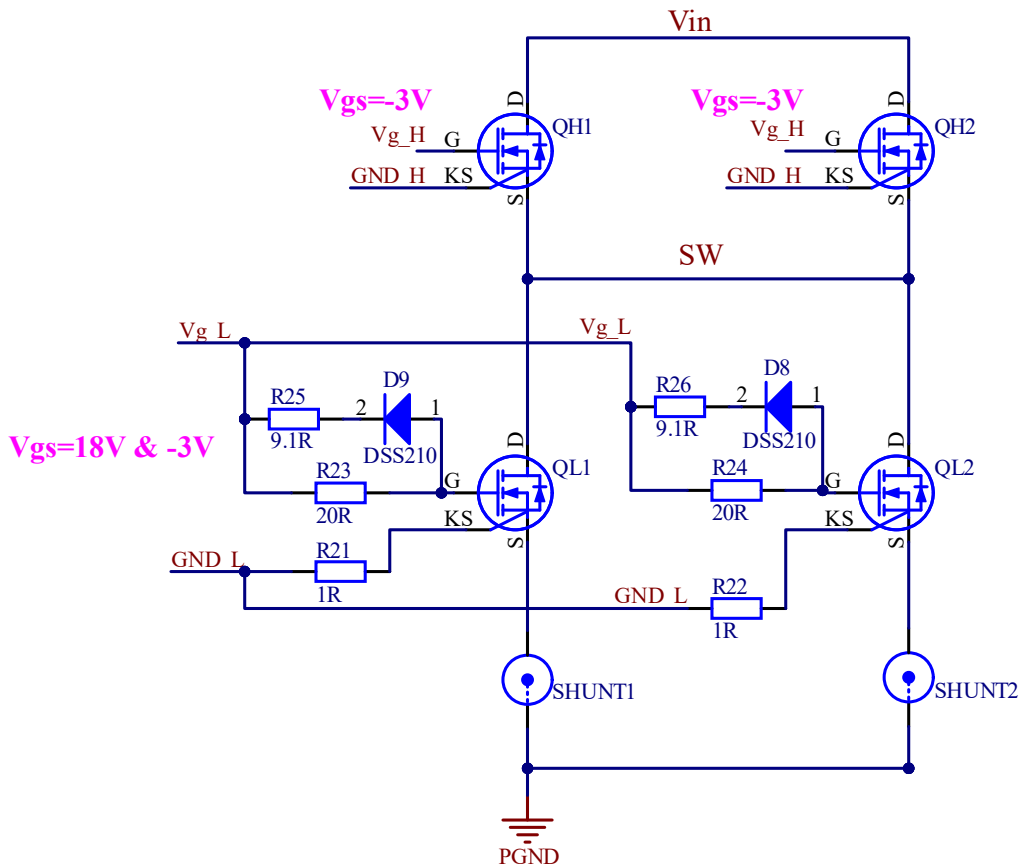 Vin
Vgs=-3V
Vgs=-3V
D
D
QH1
QH2
Vg_H
G
Vg_H
G
GND_H
KS
GND_H
KS
S
S
SW
Vg_L
Vg_L
D9
D8
R25
2
1
R26
2
1
9.1R
DSS210
9.1R
DSS210
Vgs=18V & -3V
D
D
R23
G
QL1
R24
G
QL2
20R
20R
KS
KS
S
S
GND_L
R21
1R
GND_L
R22
1R
SHUNT1
SHUNT2
PGND